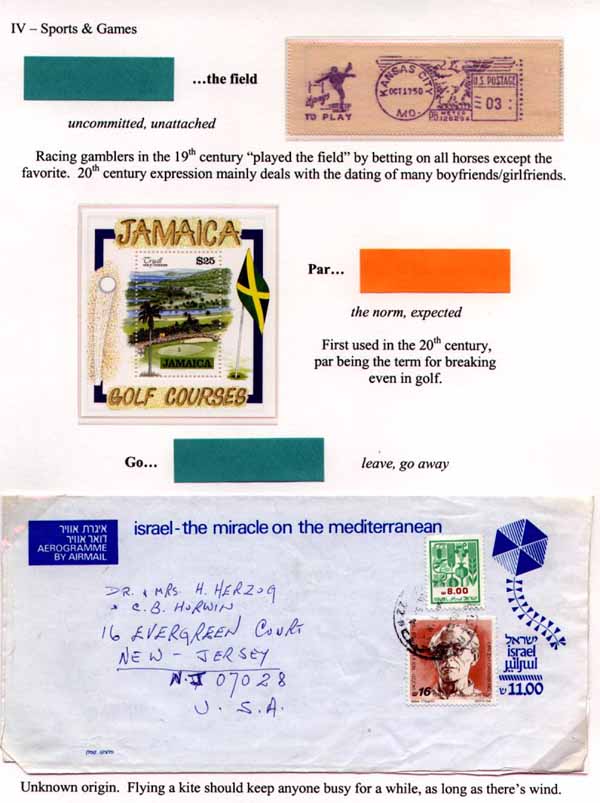 IV – Sports & Games
…the field
uncommitted, unattached
TO PLAY
KANSAS CITY
OCT 17 50
MO.
U.S. POSTAGE
03
Racing gamblers in the 19th century “played the field” by betting on all horses except the
favorite. 20th century expression mainly deals with the dating of many boyfriends/girlfriends.
JAMAICA
$25
JAMAICA
GOLF COURSES
Par…
the norm, expected
First used in the 20th century,
par being the term for breaking
even in golf.
Go…
leave, go away
איגרת אוויר
דואר אוויר
AEROGRAMME
BY AIRMAIL
israel-the miracle on the mediterranean
8.00
DR. & MRS. H. HERZOG
C. B. HORWIN
16 EVERGREEN COURT
NEW-JERSEY
N.J 07028
U.S.A.
16
ישראל
israel
اسرائيل
11.00
Unknown origin. Flying a kite should keep anyone busy for a while, as long as there’s wind.